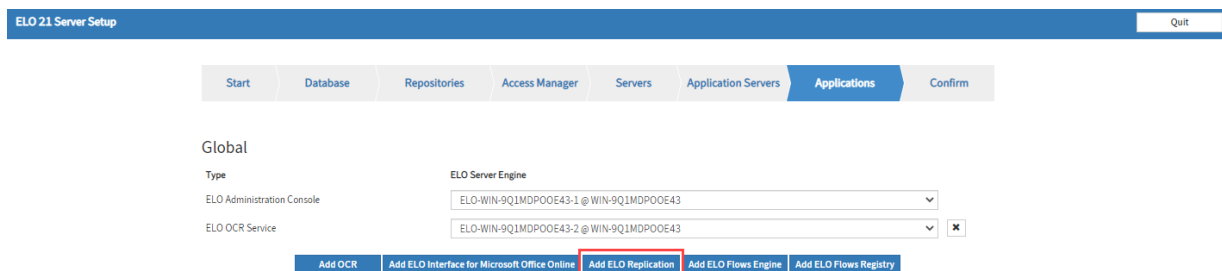 ELO 21 Server Setup
Quit
Start Database Repositories Access Manager Servers Application Servers Applications Confirm
Global
Type ELO Server Engine
ELO Administration Console ELO-WIN-9Q1MDPOOE43-1 @ WIN-9Q1MDPOOE43
ELO OCR Service ELO-WIN-9Q1MDPOOE43-2 @ WIN-9Q1MDPOOE43
Add OCR Add ELO Interface for Microsoft Office Online Add ELO Replication Add ELO Flows Engine Add ELO Flows Registry